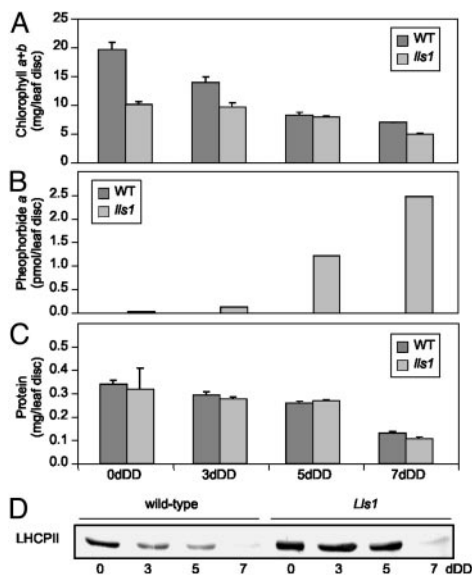 A
Chlorophyll a+b
(mg/leaf disc)
25
20
15
10
5
0
WT
lls1
B
Pheophorbide a
(pmol/leaf disc)
2.5
2.0
1.5
1.0
0.5
0.0
WT
lls1
C
Protein
(mg/leaf disc)
0.5
0.4
0.3
0.2
0.1
0.0
WT
lls1
0dDD 3dDD 5dDD 7dDD
D
wild-type Lls1
LHCPII
0 3 5 7 0 3 5 7 dDD